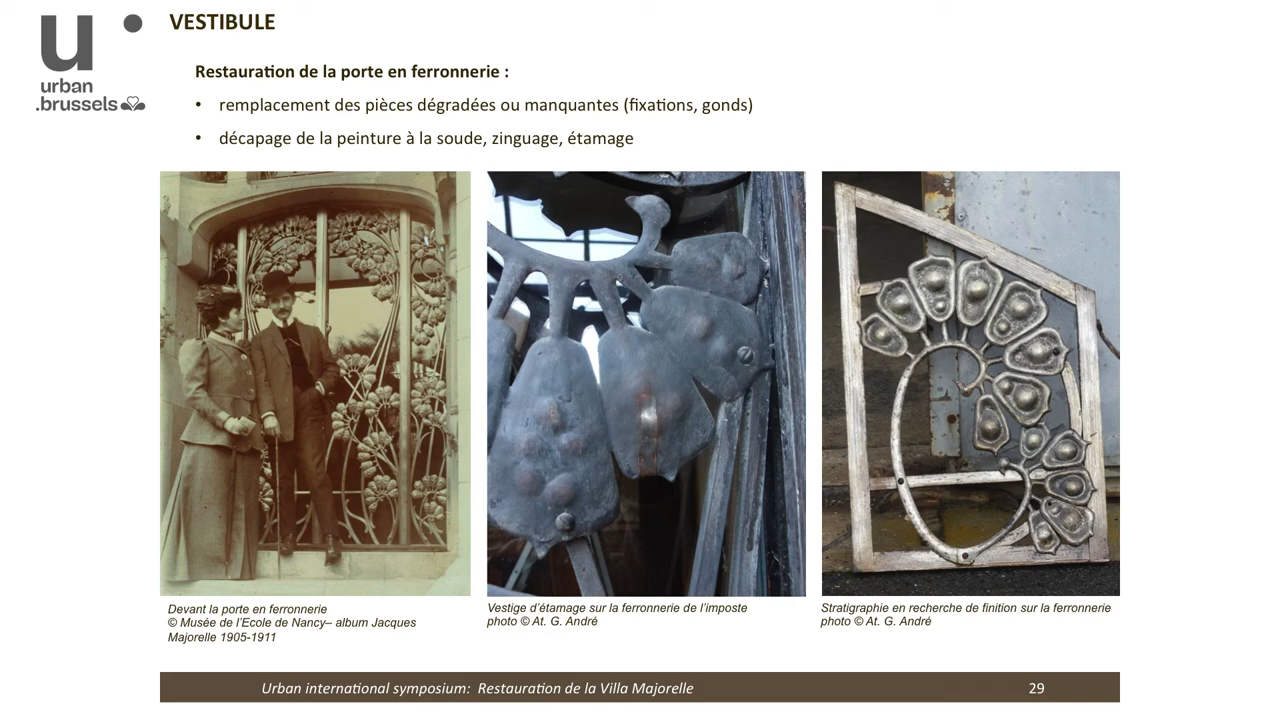 u
urban
.brussels
VESTIBULE
Restauration de la porte en ferronnerie :
• remplacement des pièces dégradées ou manquantes (fixations, gonds)
• décapage de la peinture à la soude, zinguage, étamage
Devant la porte en ferronnerie
© Musée de l'Ecole de Nancy– album Jacques
Majorelle 1905-1911
Vestige d'étamage sur la ferronnerie de l'imposte
photo © At. G. André
Stratigraphie en recherche de finition sur la ferronnerie
photo © At. G. André
Urban international symposium: Restauration de la Villa Majorelle
29